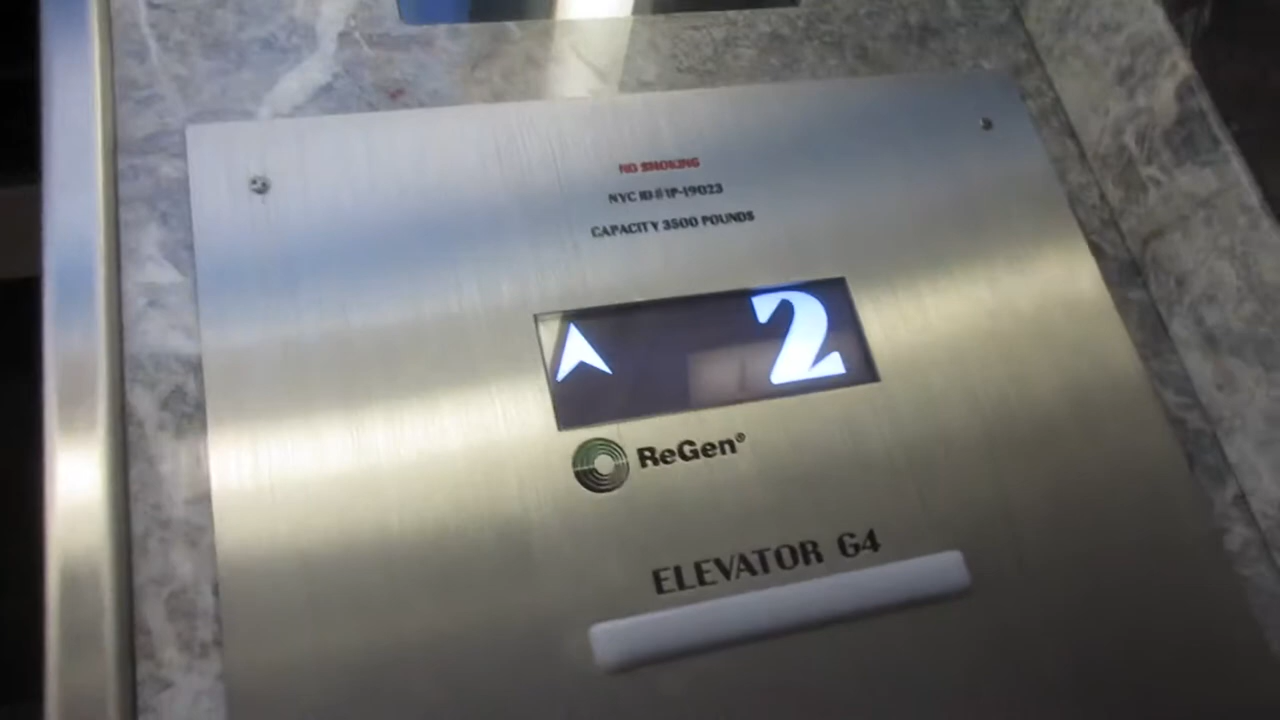 NO SMOKING
NYC ID # 1P-19023
CAPACITY 3500 POUNDS
2
ReGen®
ELEVATOR G4